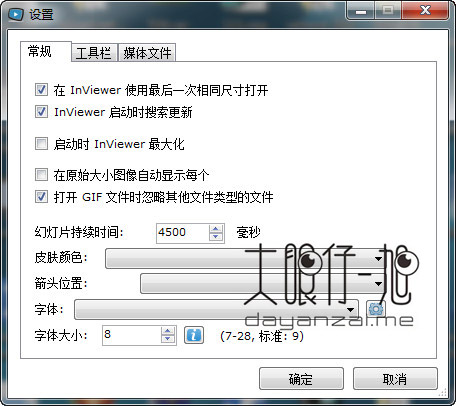 设置
常规 工具栏 媒体文件
在 InViewer 使用最后一次相同尺寸打开
InViewer 启动时搜索更新
启动时 InViewer 最大化
在原始大小图像自动显示每个
打开 GIF 文件时忽略其他文件类型的文件
幻灯片持续时间: 4500 毫秒
皮肤颜色:
箭头位置:
大眼仔~旭
字体:
dayanzai.me
字体大小: 8 (7-28, 标准: 9)
确定 取消